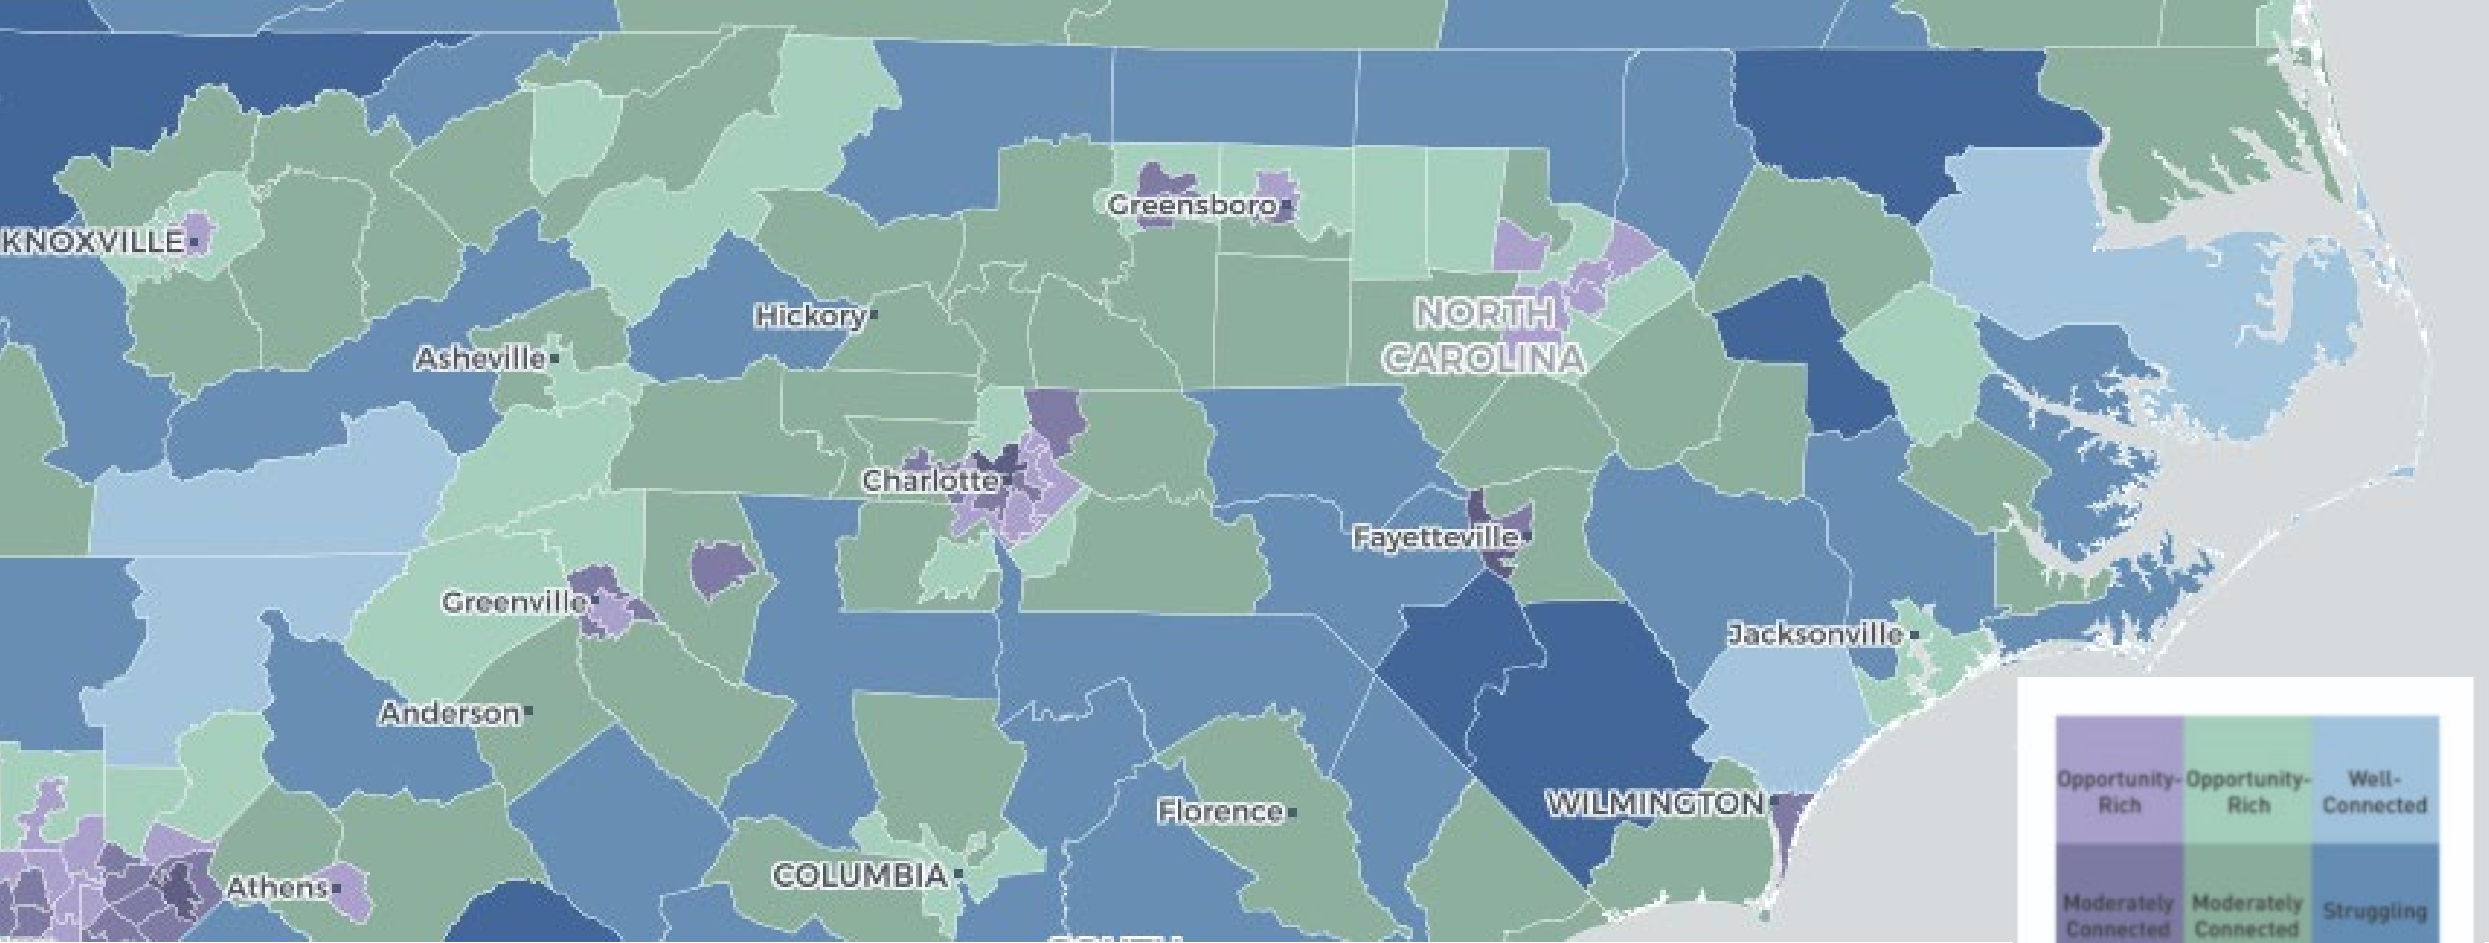 Greensboro
KNOXVILLE
Hickory
NORTH
CAROLINA
Asheville
Charlotte
Fayetteville
Greenville
Jacksonville
Anderson
WILMINGTON
Florence
COLUMBIA
Athens
Opportunity-
Rich
Opportunity-
Rich
Well-
Connected
Moderately
Connected
Moderately
Connected
Struggling